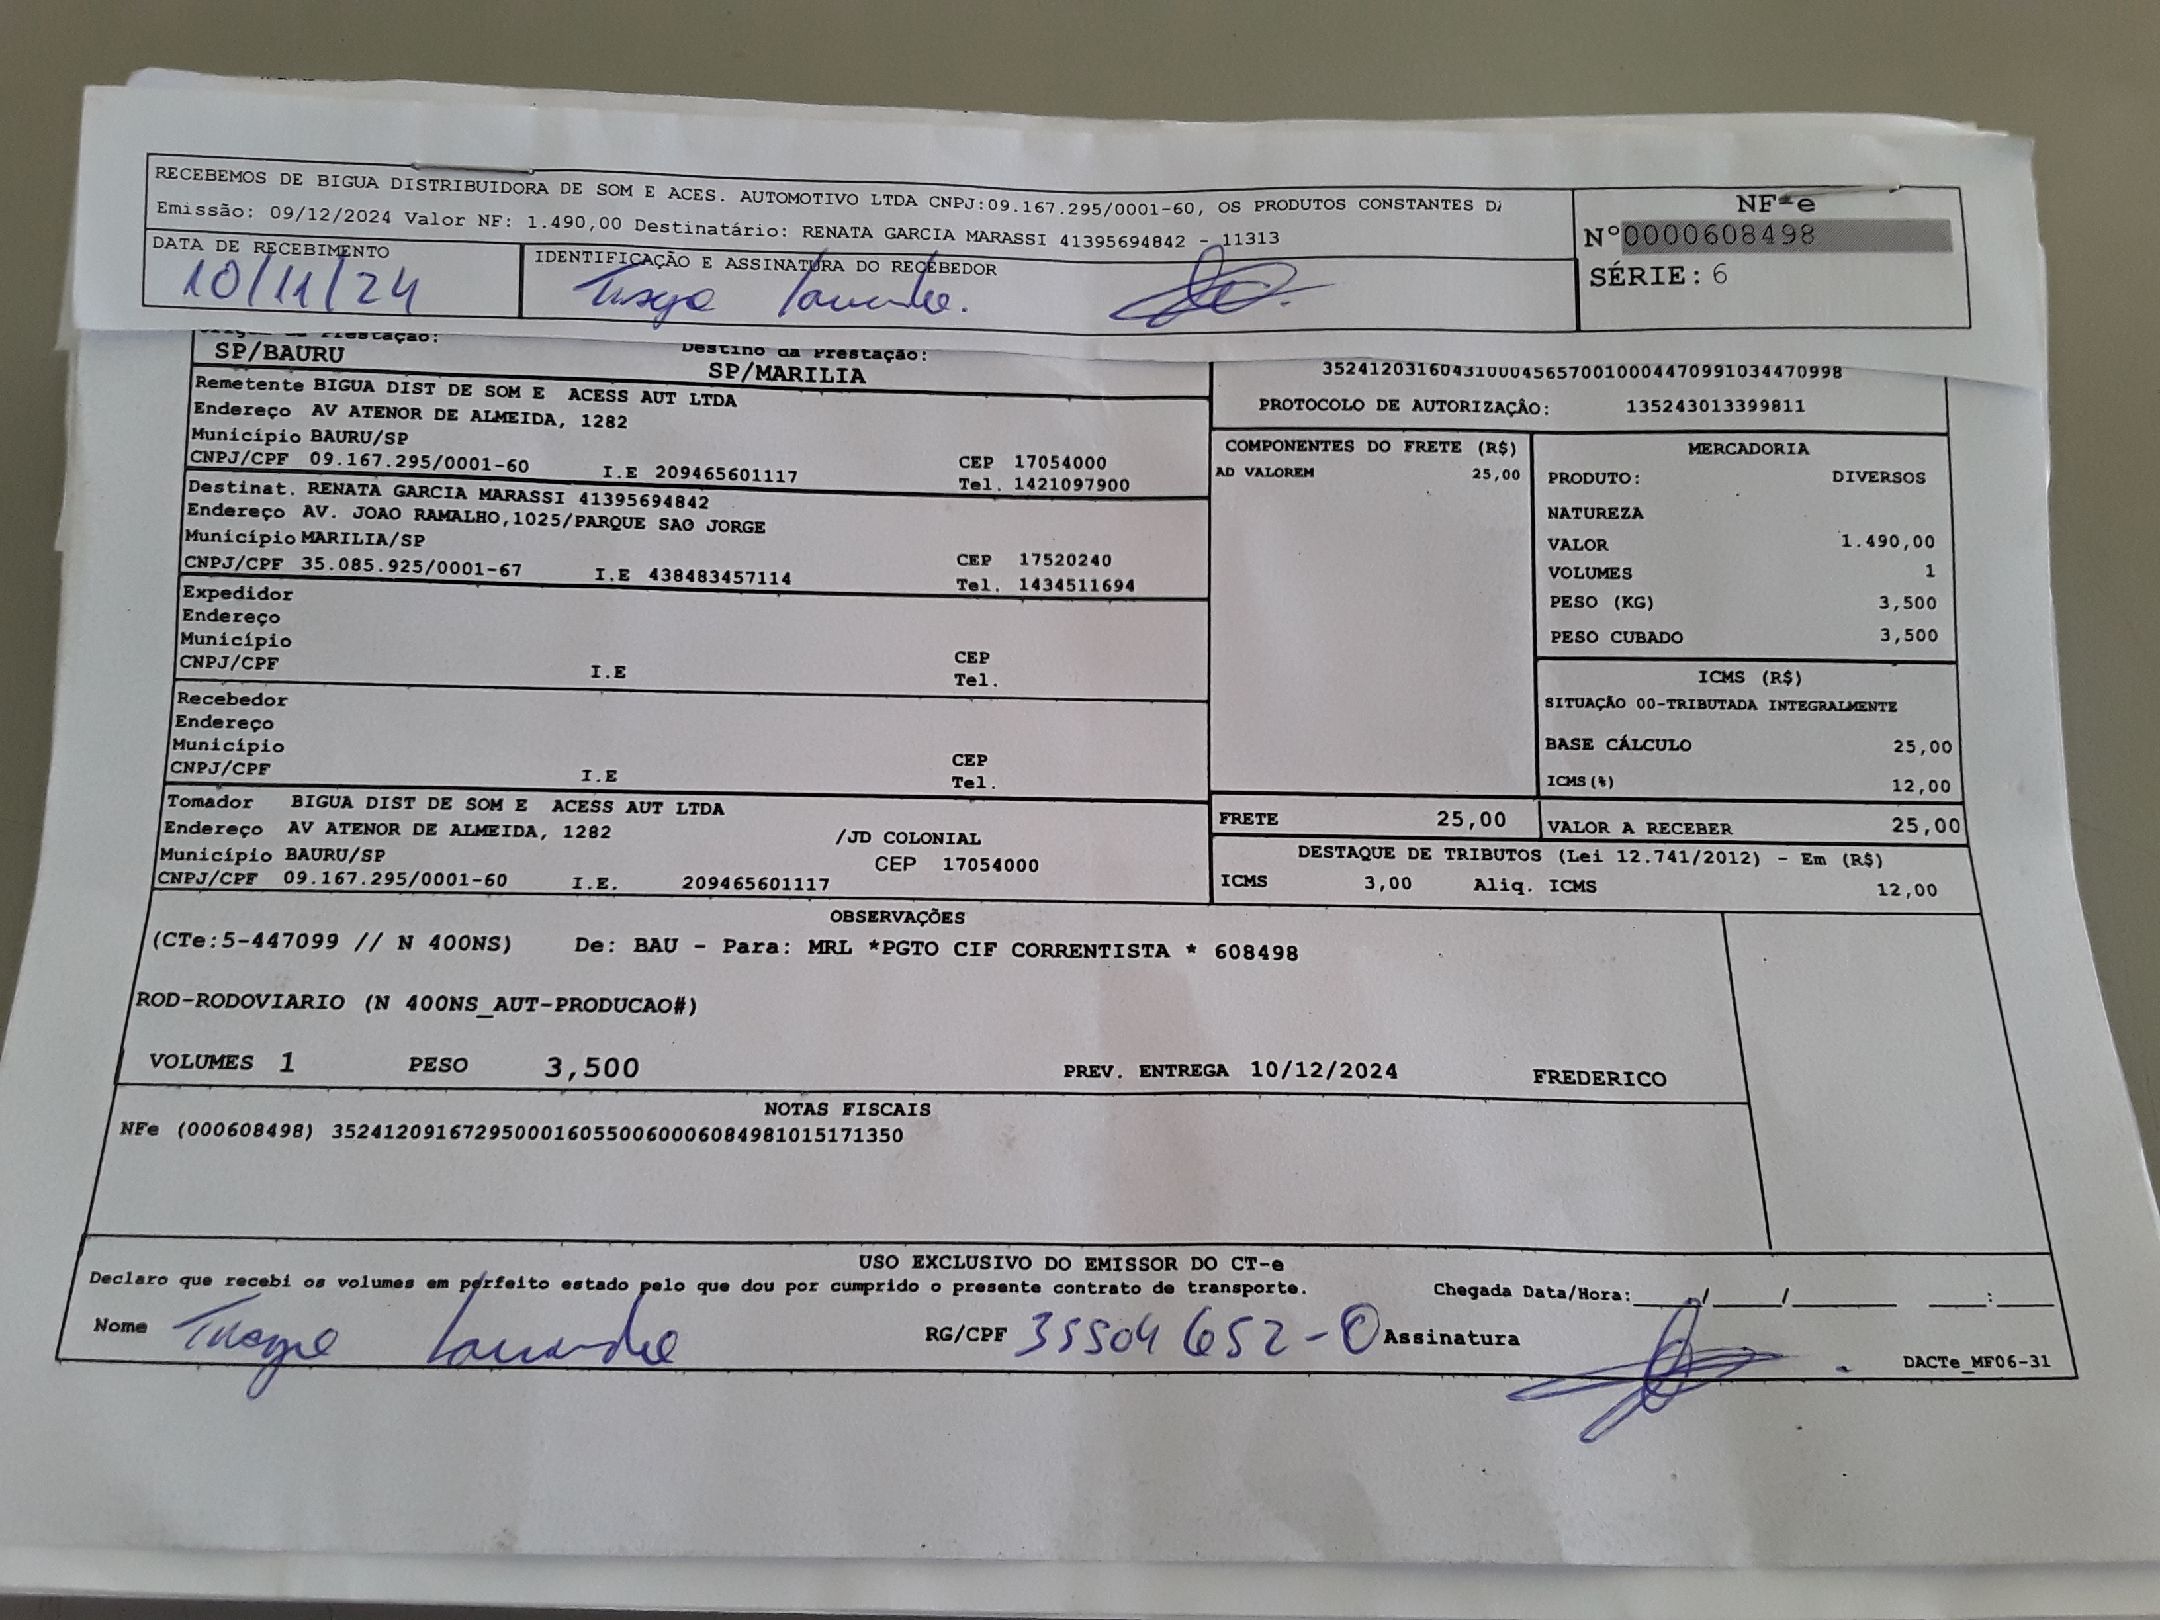 RECEBEMOS DE BIGUA DISTRIBUIDORA DE SOM E ACES. AUTOMOTIVO LTDA CNPJ:09.167.295/0001-60, OS PRODUTOS CONSTANTES
Emissão: 09/12/2024 Valor NF: 1.490,00 Destinatário: RENATA GARCIA MARASSI 41395694842 - 11313
NF-e
N°0000608498
SÉRIE: 6
DATA DE RECEBIMENTO
10/11/24
IDENTIFICAÇÃO E ASSINATURA DO RECEBEDOR
SP/BAURU
Destino da Prestação:
SP/MARILIA
Remetente BIGUA DIST DE SOM E ACESS AUT LTDA
Endereço AV ATENOR DE ALMEIDA, 1282
Município BAURU/SP
CNPJ/CPF 09.167.295/0001-60 I.E 209465601117
CEP 17054000
Tel. 1421097900
Destinat. RENATA GARCIA MARASSI 41395694842
Endereço AV. JOAO RAMALHO,1025/PARQUE SAO JORGE
Município MARILIA/SP
CNPJ/CPF 35.085.925/0001-67 I.E 438483457114
CEP 17520240
Tel. 1434511694
Expedidor
Endereço
Município
CNPJ/CPF I.E
CEP
Tel.
Recebedor
Endereço
Município
CNPJ/CPF I.E
CEP
Tel.
Tomador BIGUA DIST DE SOM E ACESS AUT LTDA
Endereço AV ATENOR DE ALMEIDA, 1282 /JD COLONIAL
Município BAURU/SP CEP 17054000
CNPJ/CPF 09.167.295/0001-60 I.E. 209465601117
35241203160431000456570010004470991034470998
PROTOCOLO DE AUTORIZAÇÃO: 135243013399811
COMPONENTES DO FRETE (R$)
AD VALOREM 25,00
MERCADORIA
PRODUTO: DIVERSOS
NATUREZA
VALOR 1.490,00
VOLUMES 1
PESO (KG) 3,500
PESO CUBADO 3,500
ICMS (R$)
SITUAÇÃO 00-TRIBUTADA INTEGRALMENTE
BASE CÁLCULO 25,00
ICMS(%) 12,00
FRETE 25,00
VALOR A RECEBER 25,00
DESTAQUE DE TRIBUTOS (Lei 12.741/2012) - Em (R$)
ICMS 3,00 Aliq. ICMS 12,00
OBSERVAÇÕES
(CTe:5-447099 // N 400NS) De: BAU - Para: MRL *PGTO CIF CORRENTISTA * 608498
ROD-RODOVIARIO (N 400NS_AUT-PRODUCAO#)
VOLUMES 1 PESO 3,500 PREV. ENTREGA 10/12/2024 FREDERICO
NOTAS FISCAIS
NFe (000608498) 35241209167295000160550060006084981015171350
USO EXCLUSIVO DO EMISSOR DO CT-e
Declaro que recebi os volumes em perfeito estado pelo que dou por cumprido o presente contrato de transporte. Chegada Data/Hora:____/____/______ ___:___
Nome RG/CPF 35504652-0 Assinatura
DACTe_MF06-31